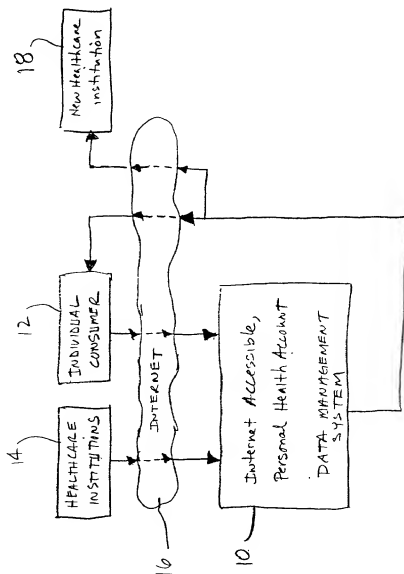 18
New Healthcare
institution
12
INDIVIDUAL
CONSUMER
14
HEALTHCARE
INSTITUTIONS
INTERNET
16
10
Internet Accessible,
Personal Health Account
DATA MANAGEMENT
SYSTEM